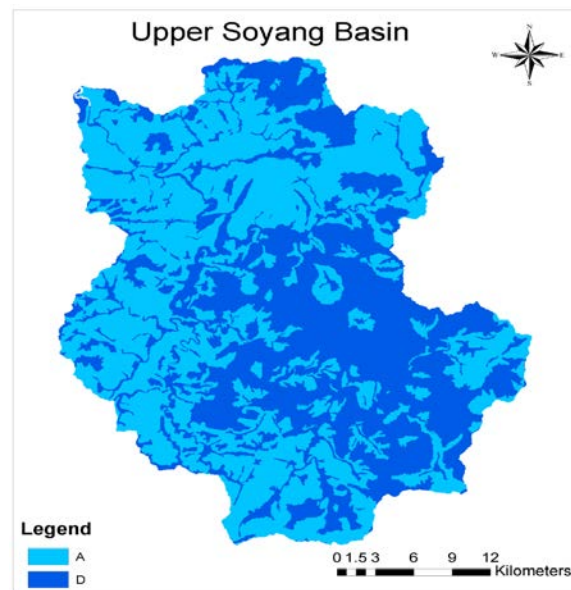 Upper Soyang Basin
N
W E
S
Legend
A
D
0 1.5 3 6 9 12
Kilometers